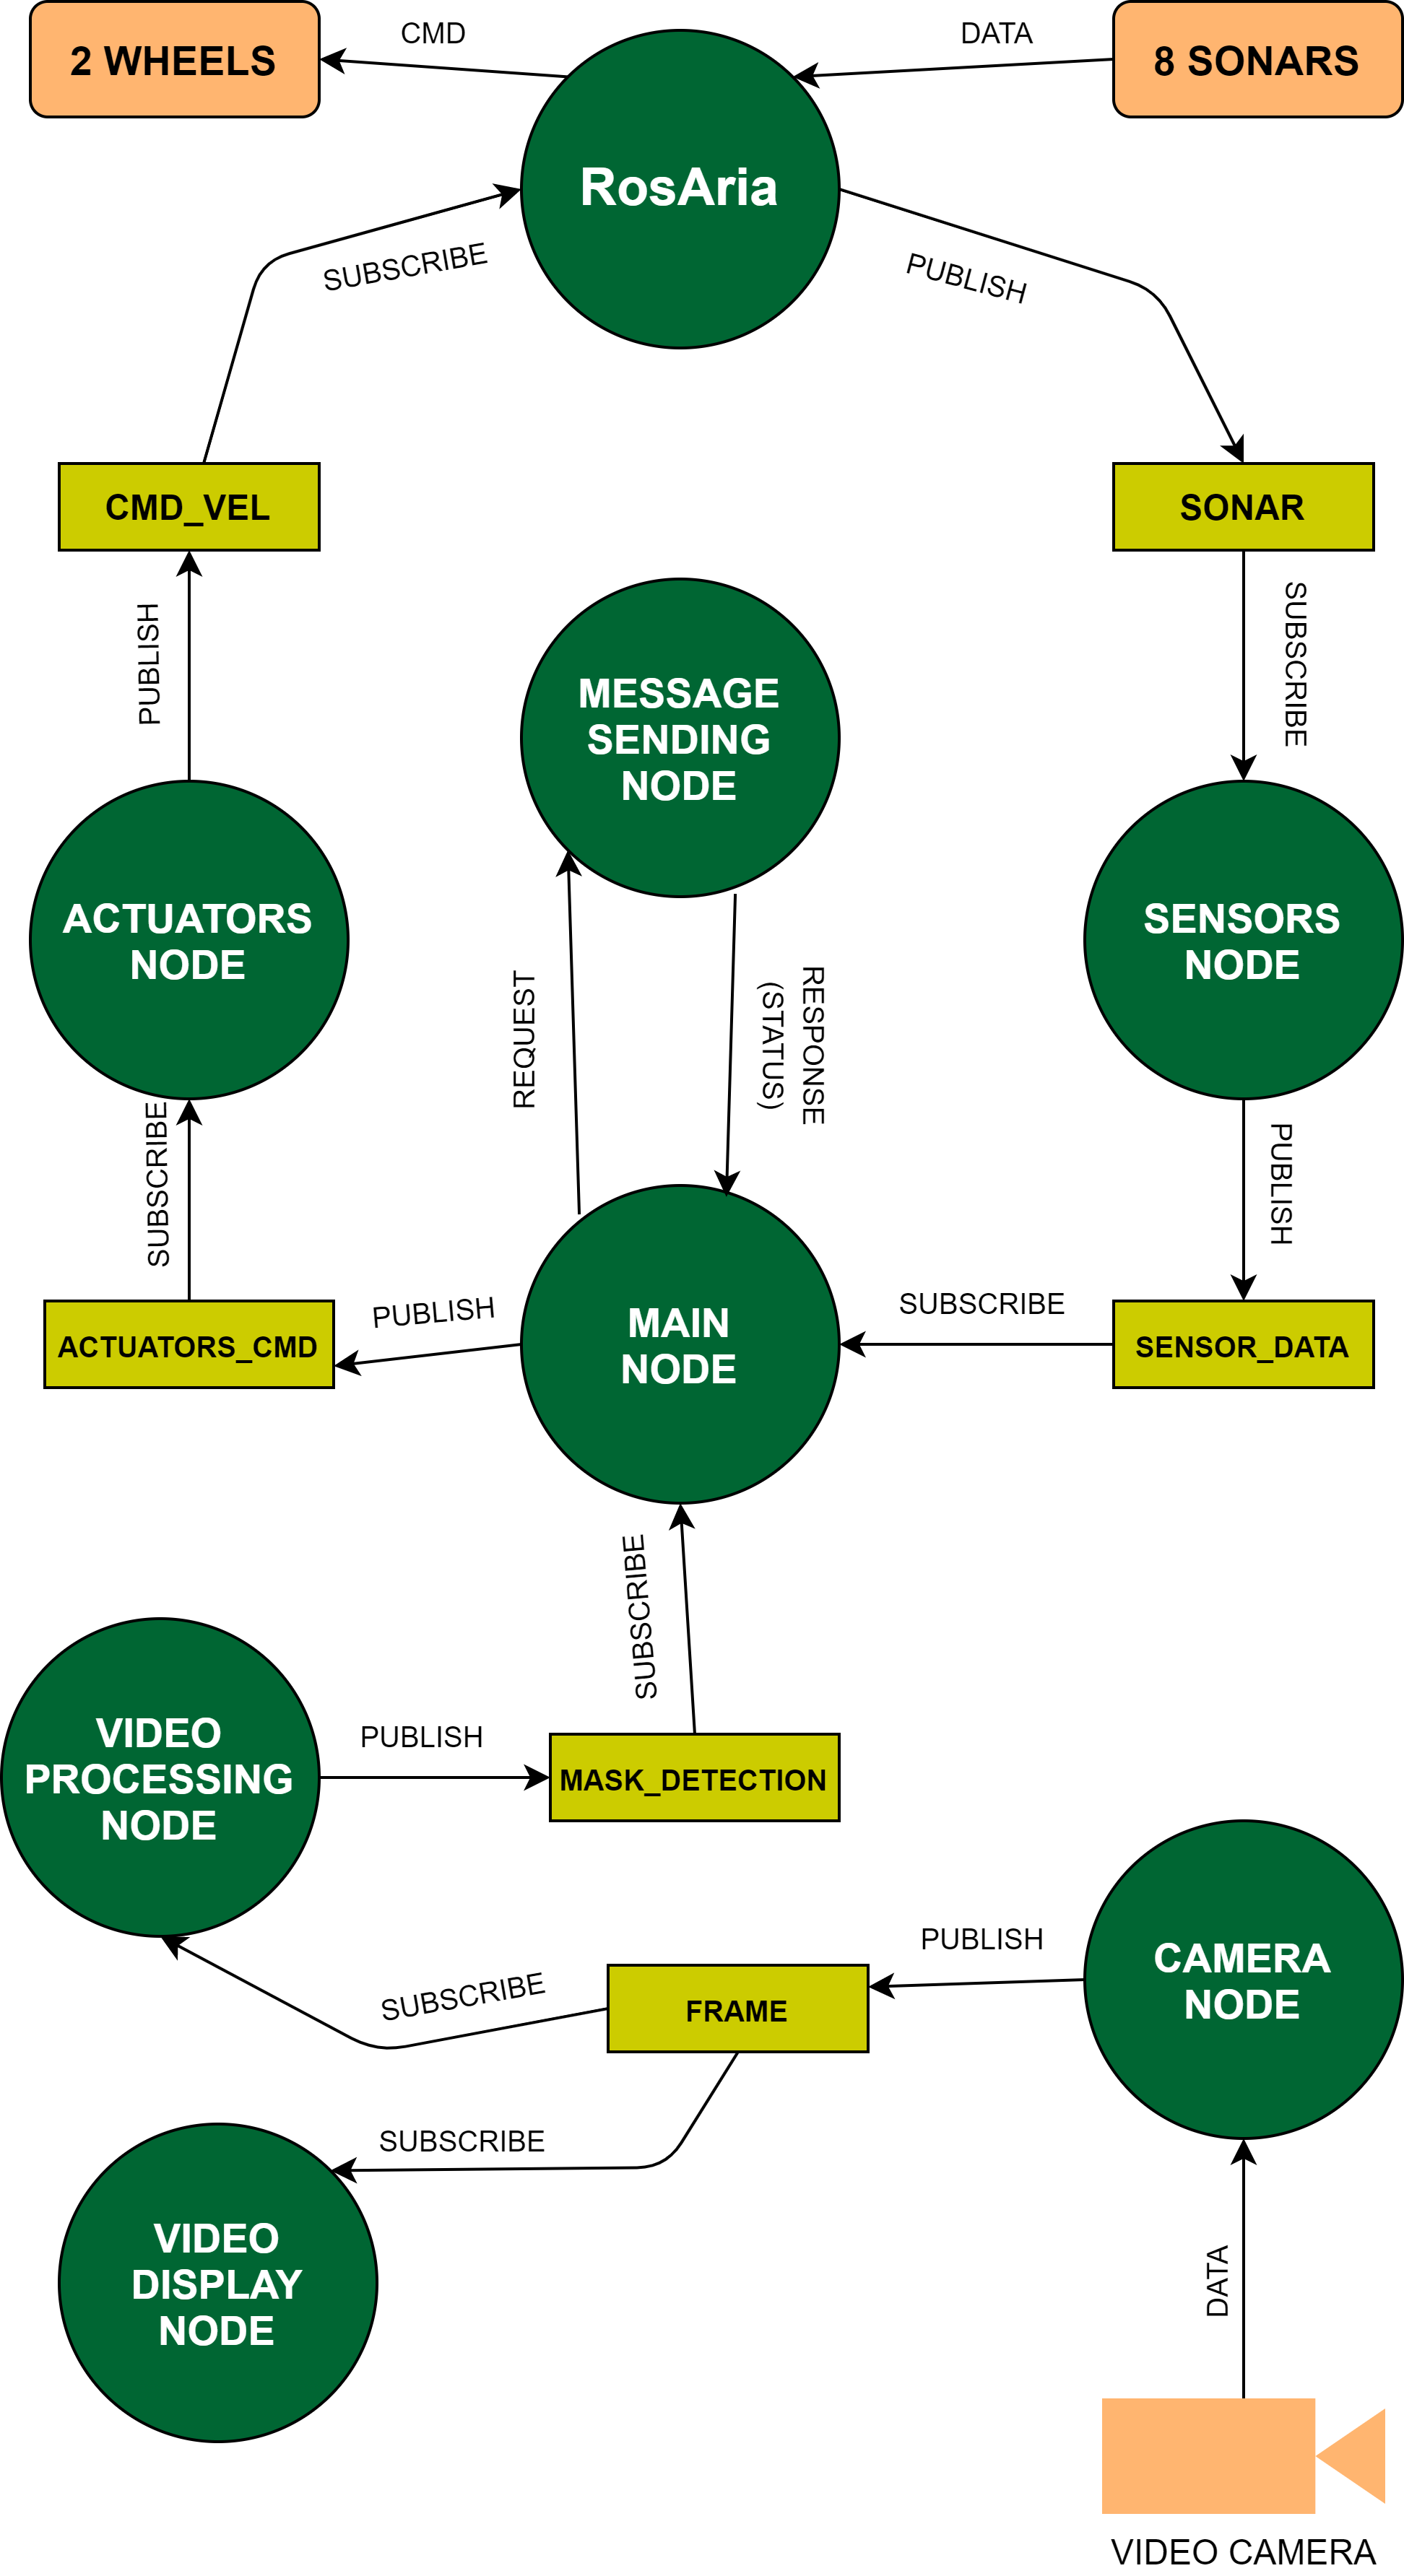 2 WHEELS
CMD
DATA
8 SONARS
RosAria
SUBSCRIBE
PUBLISH
CMD_VEL
SONAR
PUBLISH
SUBSCRIBE
MESSAGE
SENDING
NODE
ACTUATORS
NODE
SENSORS
NODE
REQUEST
RESPONSE
(STATUS)
SUBSCRIBE
PUBLISH
ACTUATORS_CMD
PUBLISH
MAIN
NODE
SUBSCRIBE
SENSOR_DATA
SUBSCRIBE
VIDEO
PROCESSING
NODE
PUBLISH
MASK_DETECTION
SUBSCRIBE
FRAME
PUBLISH
CAMERA
NODE
SUBSCRIBE
VIDEO
DISPLAY
NODE
DATA
VIDEO CAMERA